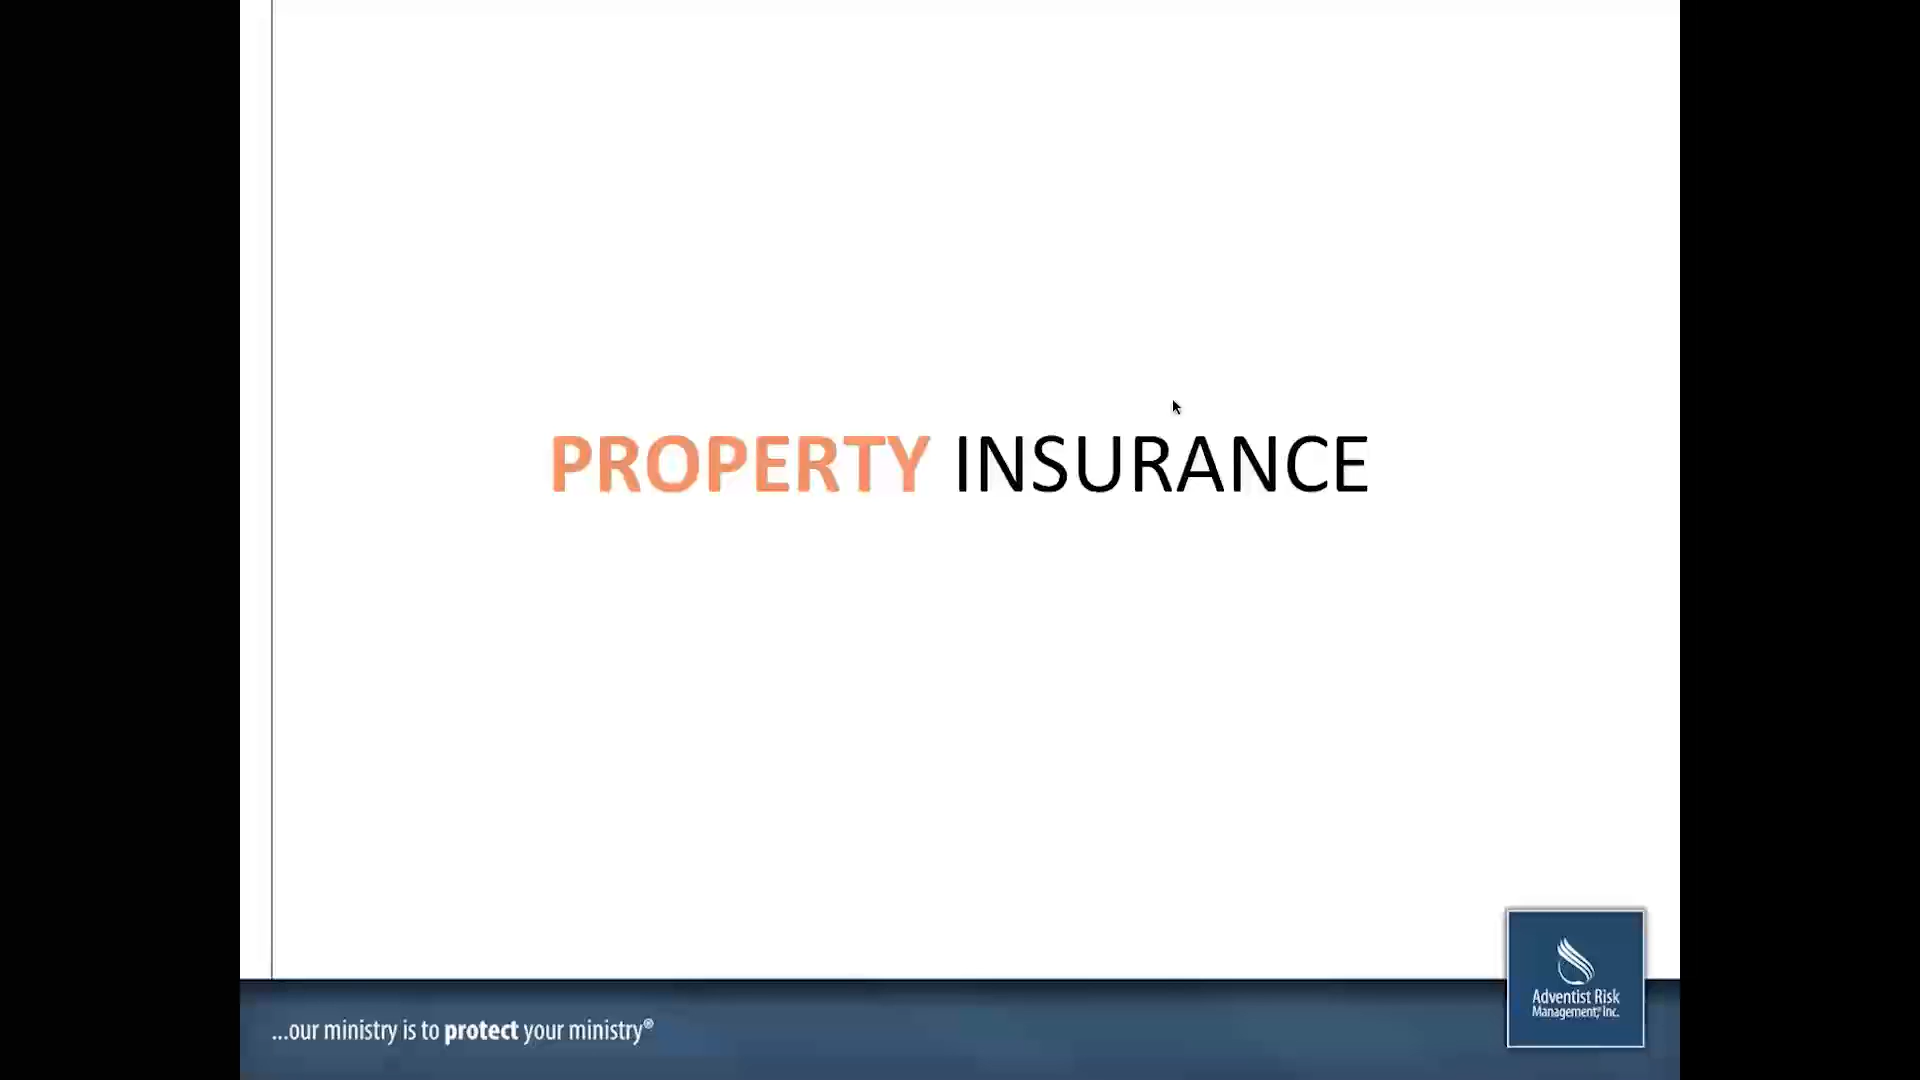 PROPERTY INSURANCE
...our ministry is to protect your ministry®
Adventist Risk
Management, Inc.